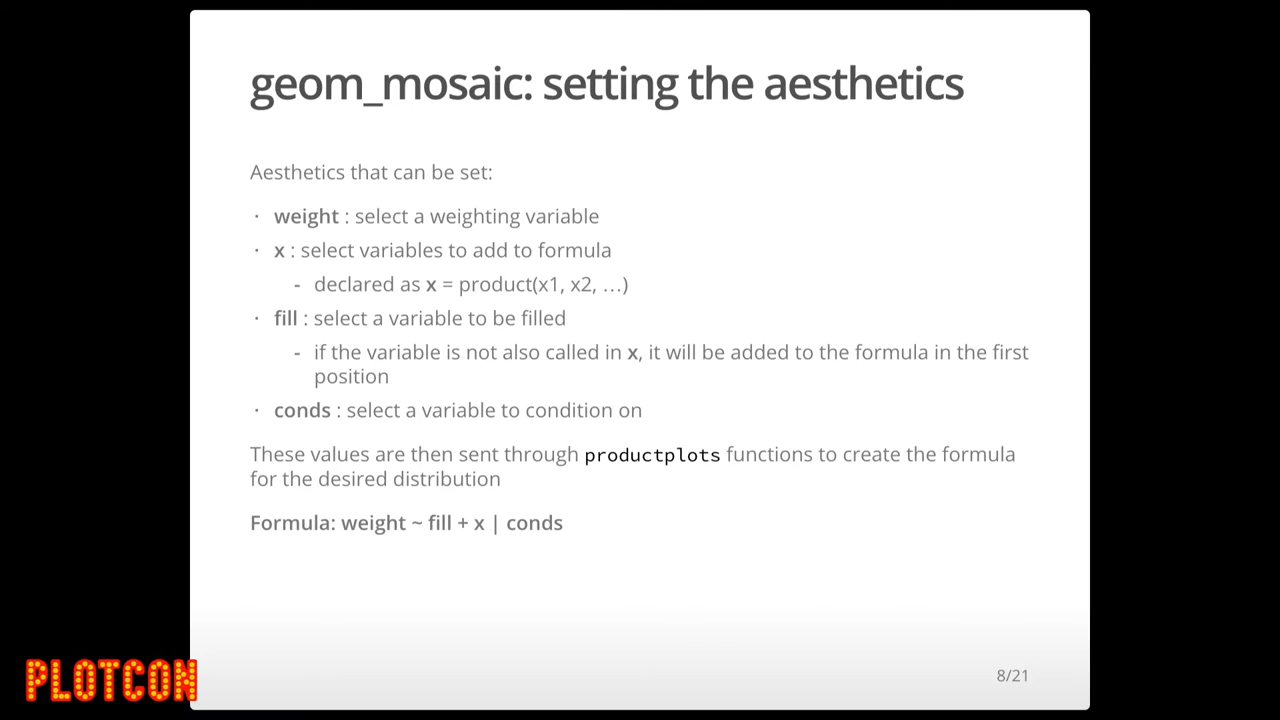 geom_mosaic: setting the aesthetics
Aesthetics that can be set:
· weight : select a weighting variable
· x : select variables to add to formula
- declared as x = product(x1, x2, …)
· fill : select a variable to be filled
- if the variable is not also called in x, it will be added to the formula in the first
position
· conds : select a variable to condition on
These values are then sent through productplots functions to create the formula
for the desired distribution
Formula: weight ~ fill + x | conds
8/21
PLOTCON